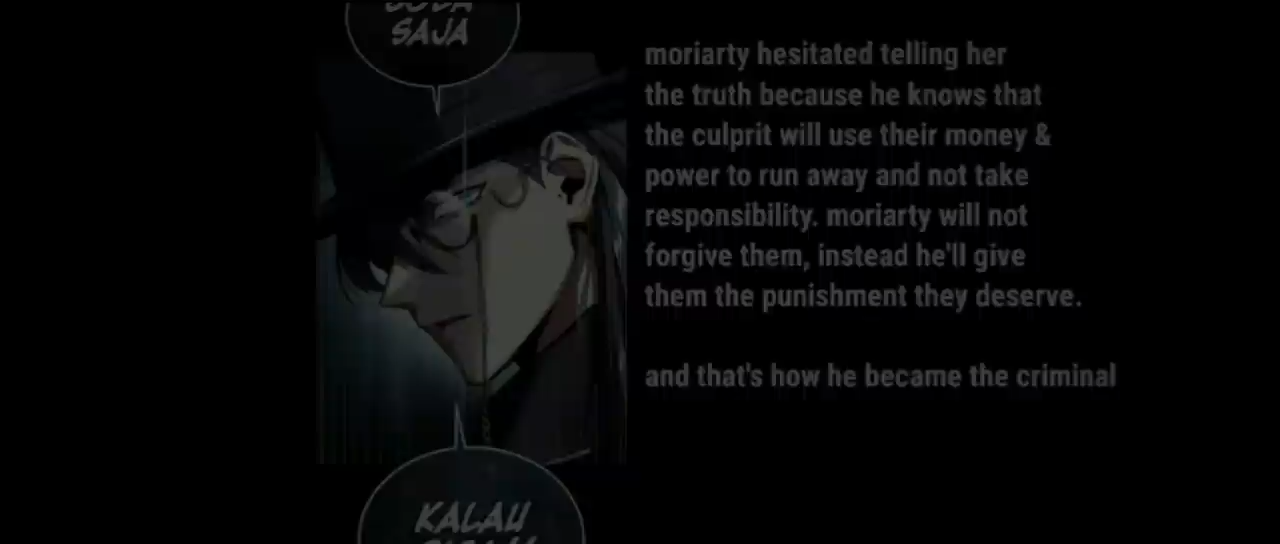 SAJA
moriarty hesitated telling her
the truth because he knows that
the culprit will use their money &
power to run away and not take
responsibility. moriarty will not
forgive them, instead he'll give
them the punishment they deserve.
and that's how he became the criminal
KALAU